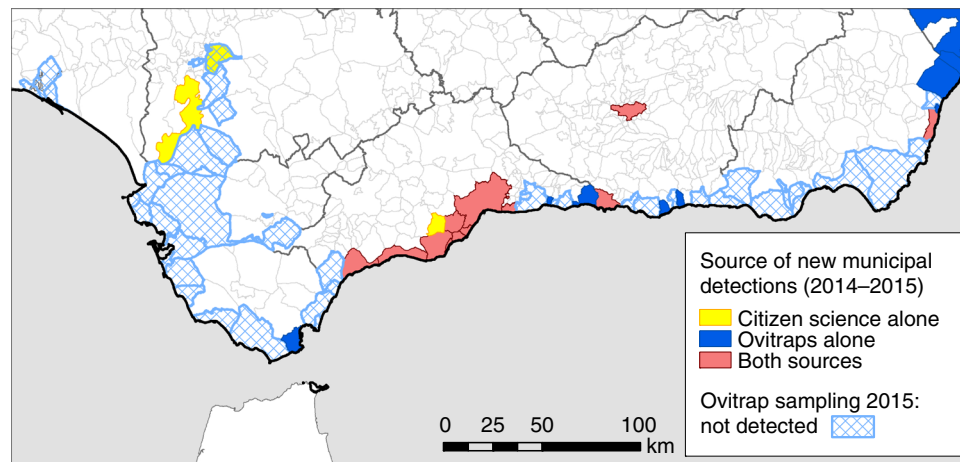 Source of new municipal
detections (2014–2015)
Citizen science alone
Ovitraps alone
Both sources
Ovitrap sampling 2015:
not detected
0 25 50 100
km